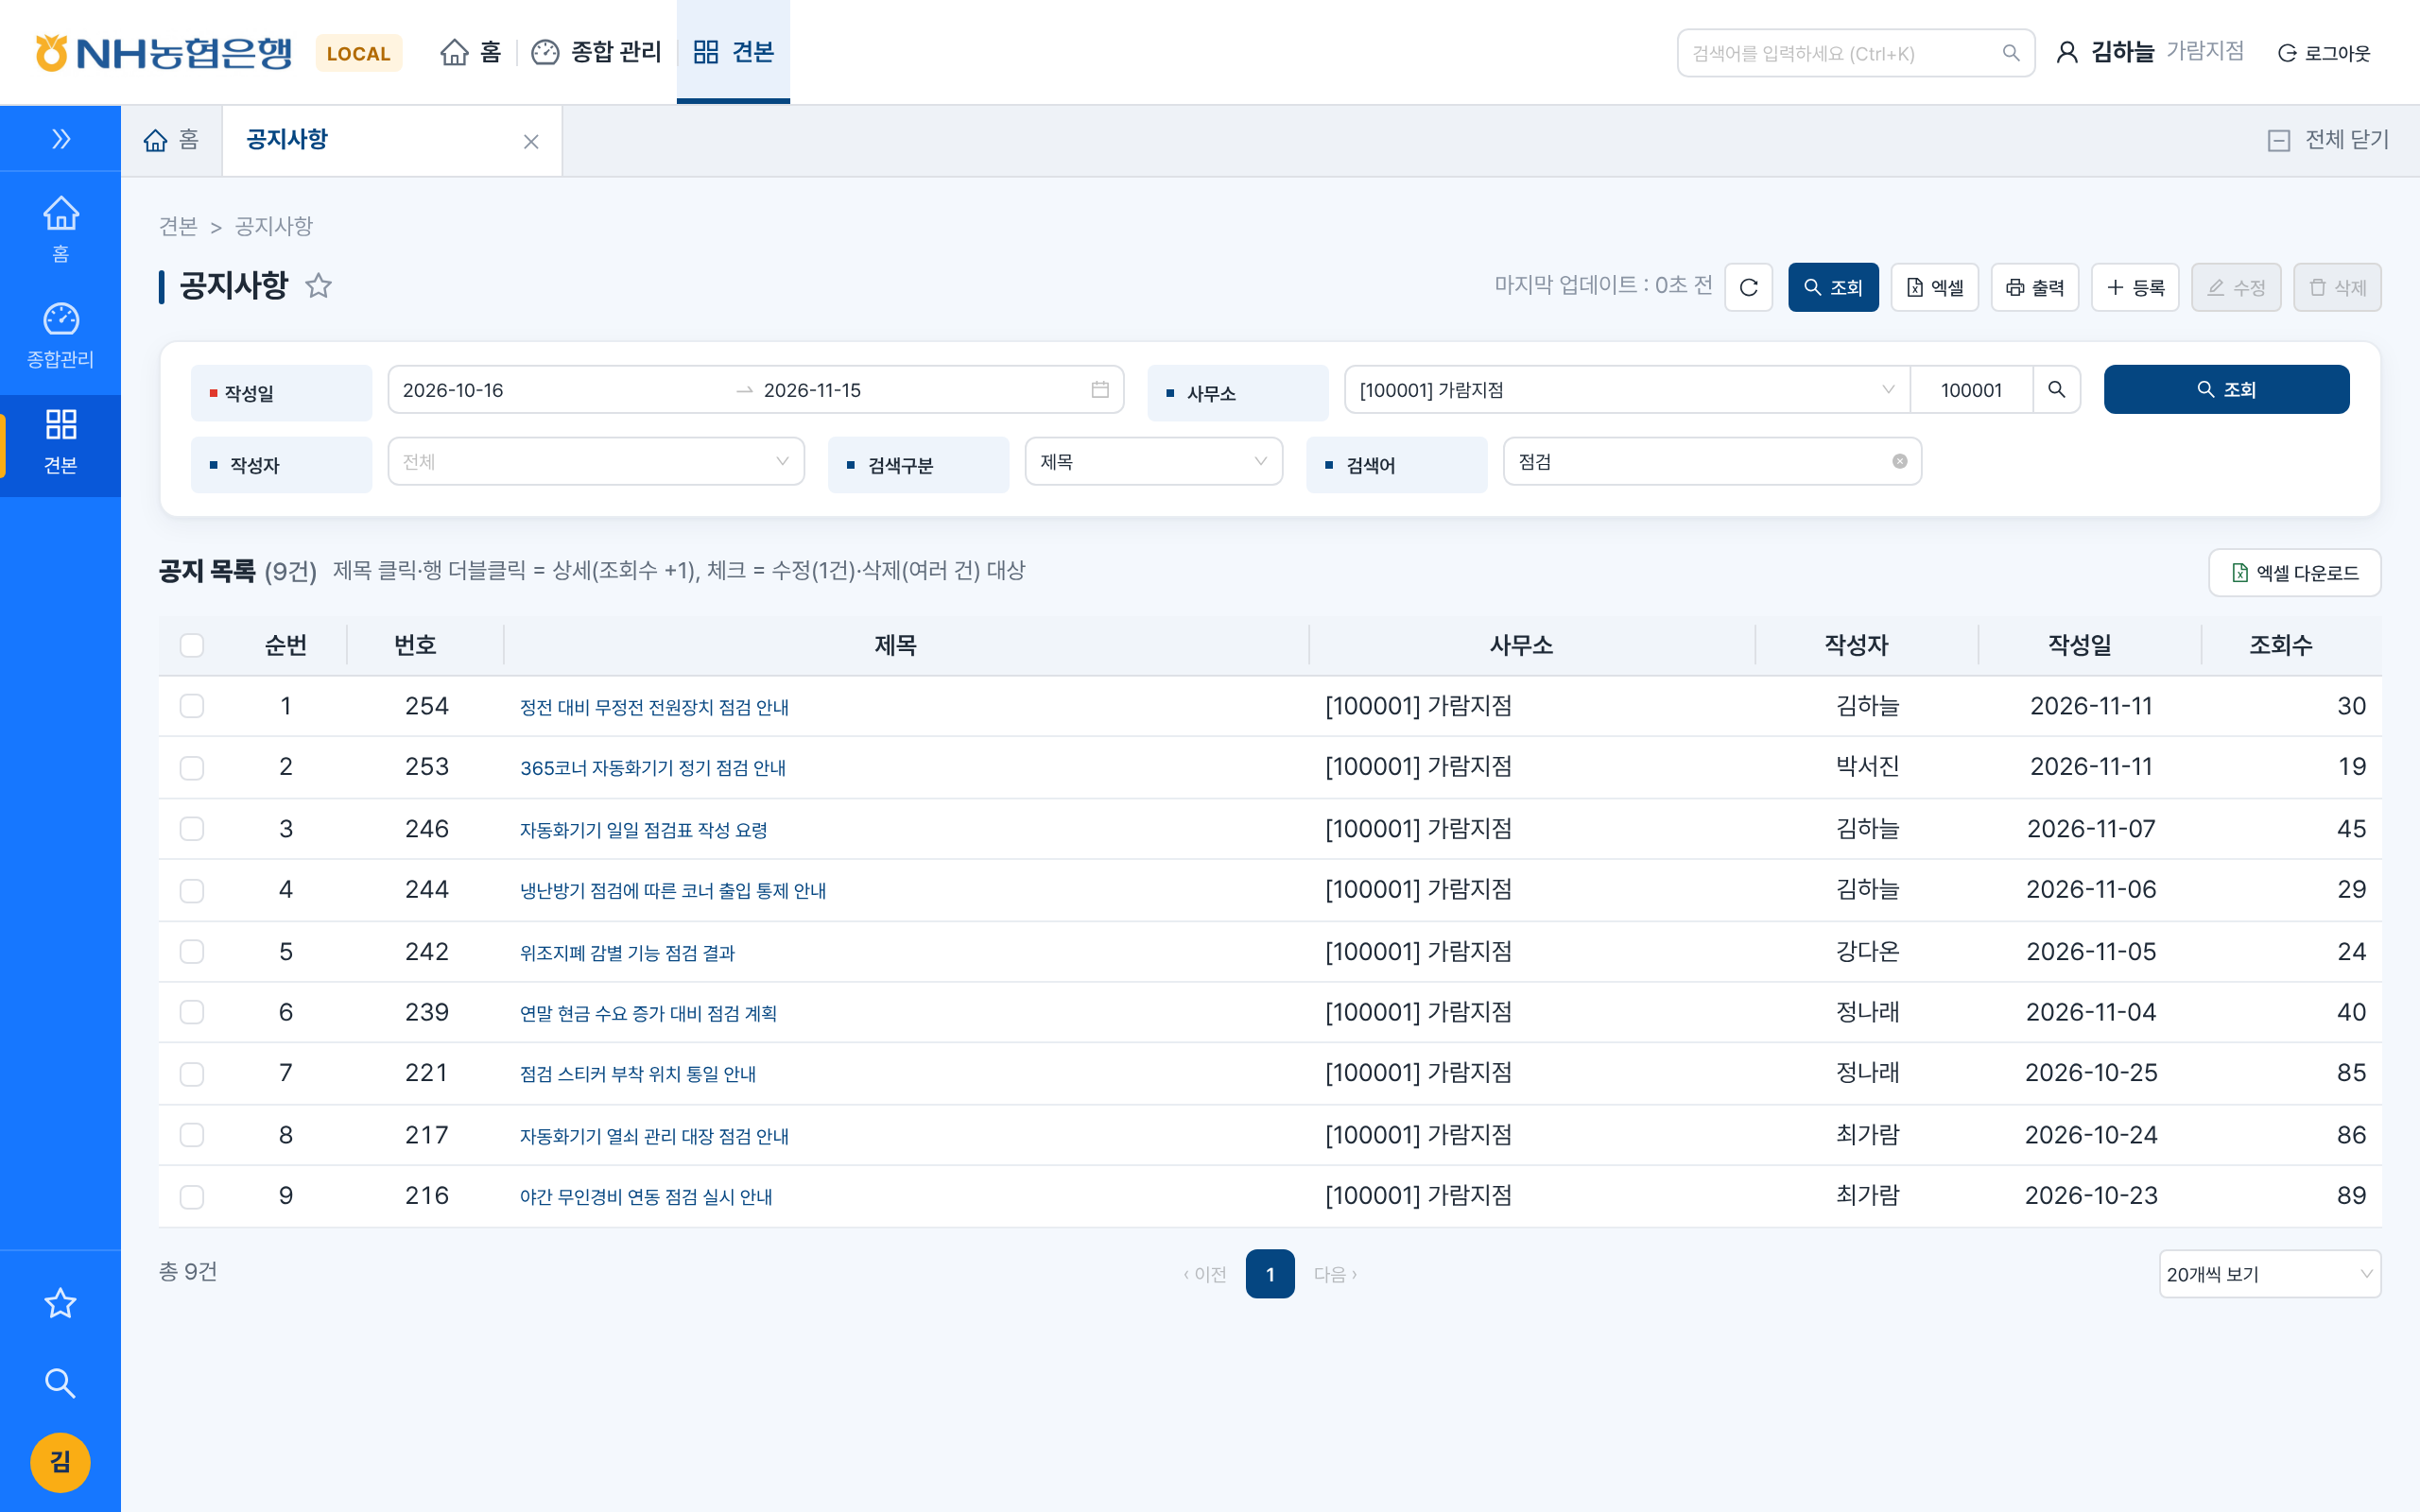 NH농협은행 LOCAL 홈 종합 관리 견본 검색어를 입력하세요 (Ctrl+K) 김하늘 가람지점 로그아웃
홈 공지사항 전체 닫기
홈
종합관리
견본
견본 > 공지사항
공지사항 마지막 업데이트 : 0초 전 조회 엑셀 출력 등록 수정 삭제
작성일 2026-10-16 → 2026-11-15 사무소 [100001] 가람지점 100001 조회
작성자 전체 검색구분 제목 검색어 점검
공지 목록 (9건) 제목 클릭·행 더블클릭 = 상세(조회수 +1), 체크 = 수정(1건)·삭제(여러 건) 대상 엑셀 다운로드
순번 번호 제목 사무소 작성자 작성일 조회수
1 254 정전 대비 무정전 전원장치 점검 안내 [100001] 가람지점 김하늘 2026-11-11 30
2 253 365코너 자동화기기 정기 점검 안내 [100001] 가람지점 박서진 2026-11-11 19
3 246 자동화기기 일일 점검표 작성 요령 [100001] 가람지점 김하늘 2026-11-07 45
4 244 냉난방기 점검에 따른 코너 출입 통제 안내 [100001] 가람지점 김하늘 2026-11-06 29
5 242 위조지폐 감별 기능 점검 결과 [100001] 가람지점 강다온 2026-11-05 24
6 239 연말 현금 수요 증가 대비 점검 계획 [100001] 가람지점 정나래 2026-11-04 40
7 221 점검 스티커 부착 위치 통일 안내 [100001] 가람지점 정나래 2026-10-25 85
8 217 자동화기기 열쇠 관리 대장 점검 안내 [100001] 가람지점 최가람 2026-10-24 86
9 216 야간 무인경비 연동 점검 실시 안내 [100001] 가람지점 최가람 2026-10-23 89
총 9건 ‹ 이전 1 다음 › 20개씩 보기
김